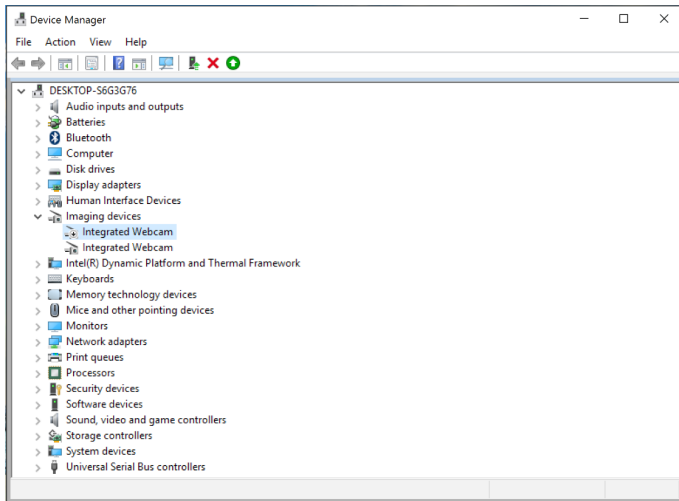 Device Manager
File Action View Help
DESKTOP-S6G3G76
Audio inputs and outputs
Batteries
Bluetooth
Computer
Disk drives
Display adapters
Human Interface Devices
Imaging devices
Integrated Webcam
Integrated Webcam
Intel(R) Dynamic Platform and Thermal Framework
Keyboards
Memory technology devices
Mice and other pointing devices
Monitors
Network adapters
Print queues
Processors
Security devices
Software devices
Sound, video and game controllers
Storage controllers
System devices
Universal Serial Bus controllers